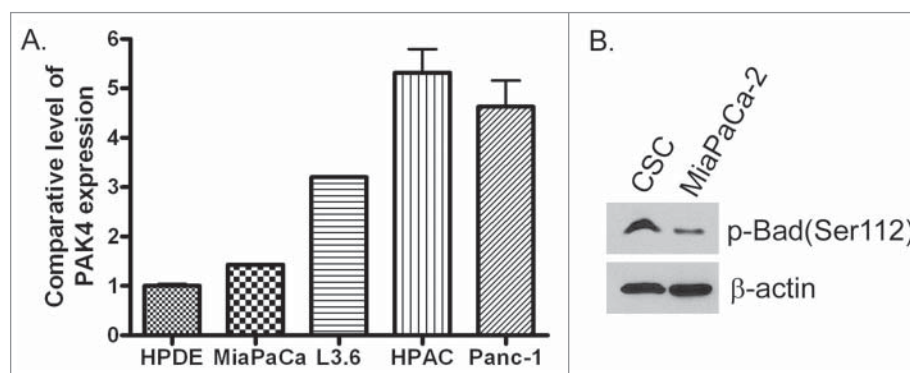 A.
Comparative level of
PAK4 expression
6
5
4
3
2
1
0
HPDE MiaPaCa L3.6 HPAC Panc-1
B.
CSC
MiaPaCa-2
p-Bad(Ser112)
β-actin